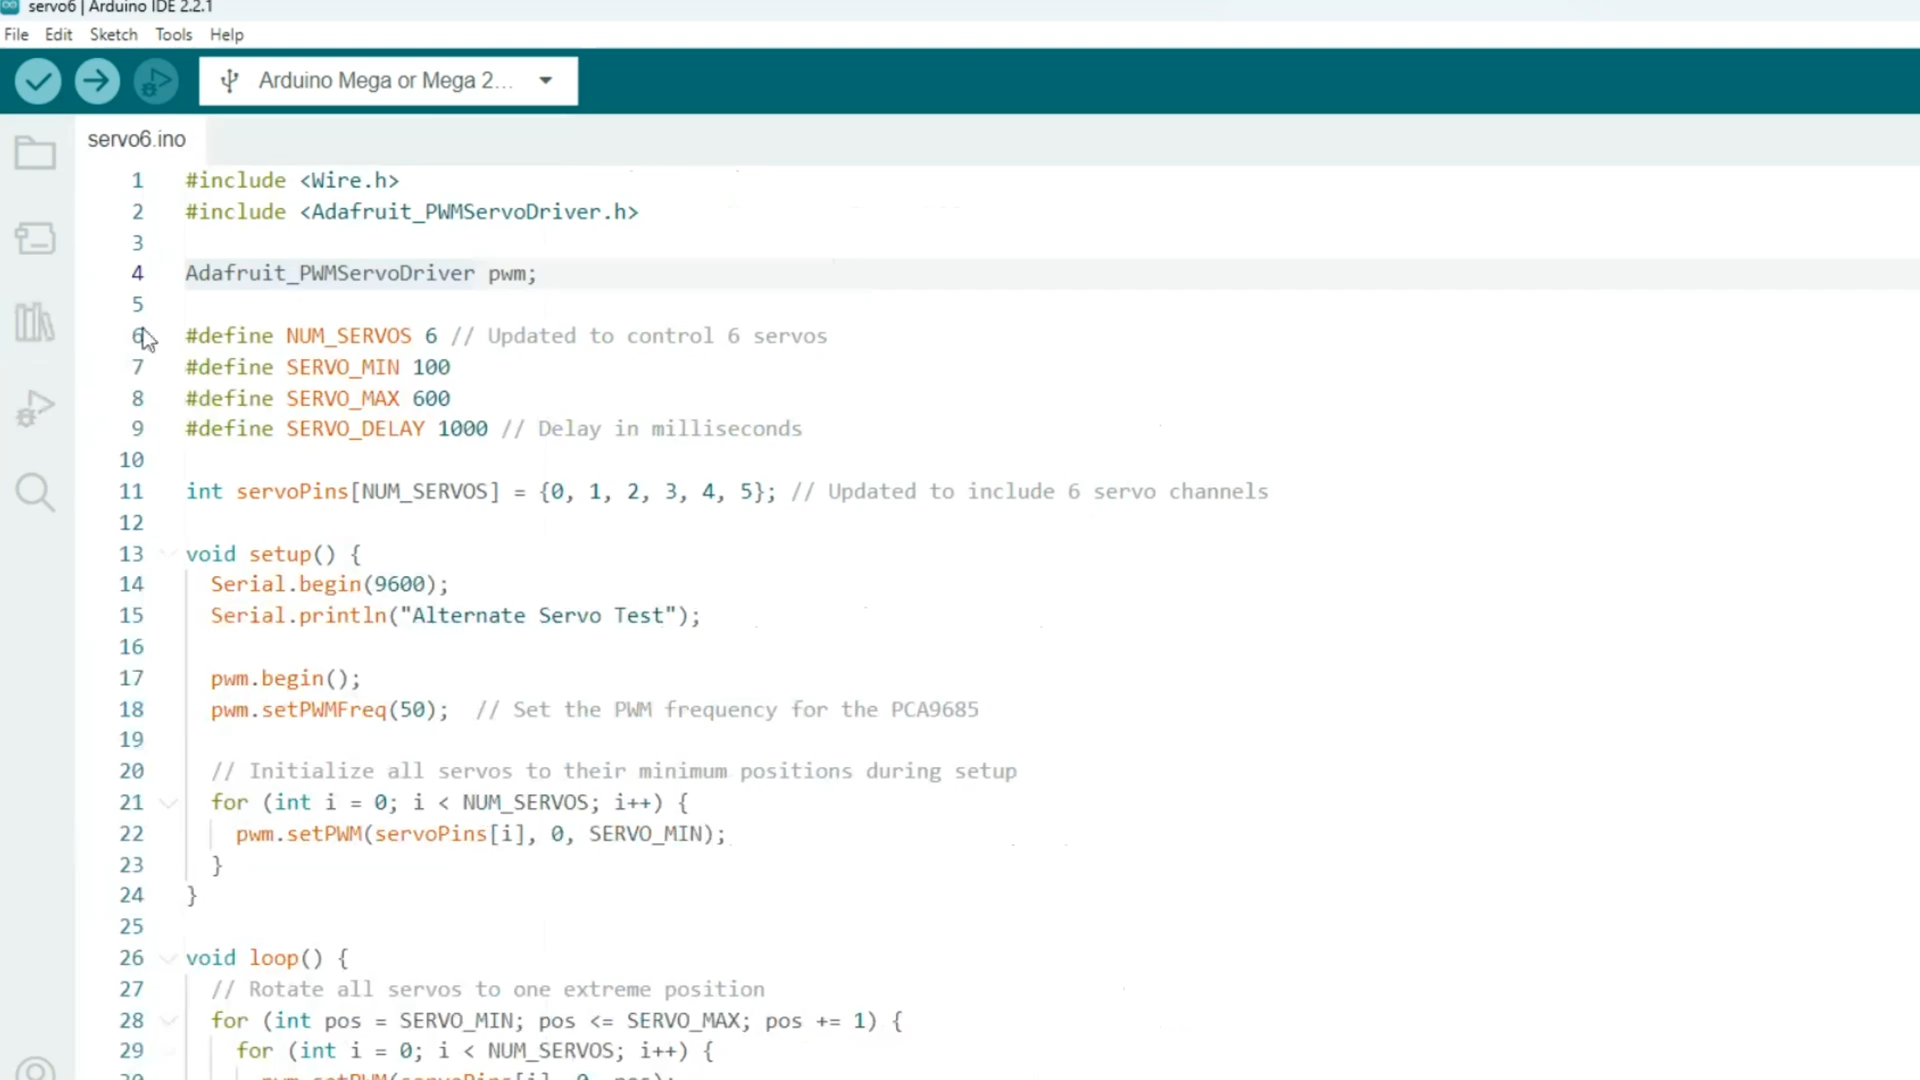 servo6 | Arduino IDE 2.2.1
File Edit Sketch Tools Help
Arduino Mega or Mega 2...
servo6.ino
1 #include <Wire.h>
2 #include <Adafruit_PWMServoDriver.h>
3
4 Adafruit_PWMServoDriver pwm;
5
6 #define NUM_SERVOS 6 // Updated to control 6 servos
7 #define SERVO_MIN 100
8 #define SERVO_MAX 600
9 #define SERVO_DELAY 1000 // Delay in milliseconds
10
11 int servoPins[NUM_SERVOS] = {0, 1, 2, 3, 4, 5}; // Updated to include 6 servo channels
12
13 void setup() {
14 Serial.begin(9600);
15 Serial.println("Alternate Servo Test");
16
17 pwm.begin();
18 pwm.setPWMFreq(50); // Set the PWM frequency for the PCA9685
19
20 // Initialize all servos to their minimum positions during setup
21 for (int i = 0; i < NUM_SERVOS; i++) {
22 pwm.setPWM(servoPins[i], 0, SERVO_MIN);
23 }
24 }
25
26 void loop() {
27 // Rotate all servos to one extreme position
28 for (int pos = SERVO_MIN; pos <= SERVO_MAX; pos += 1) {
29 for (int i = 0; i < NUM_SERVOS; i++) {
30 pwm.setPWM(servoPins[i], 0, pos);